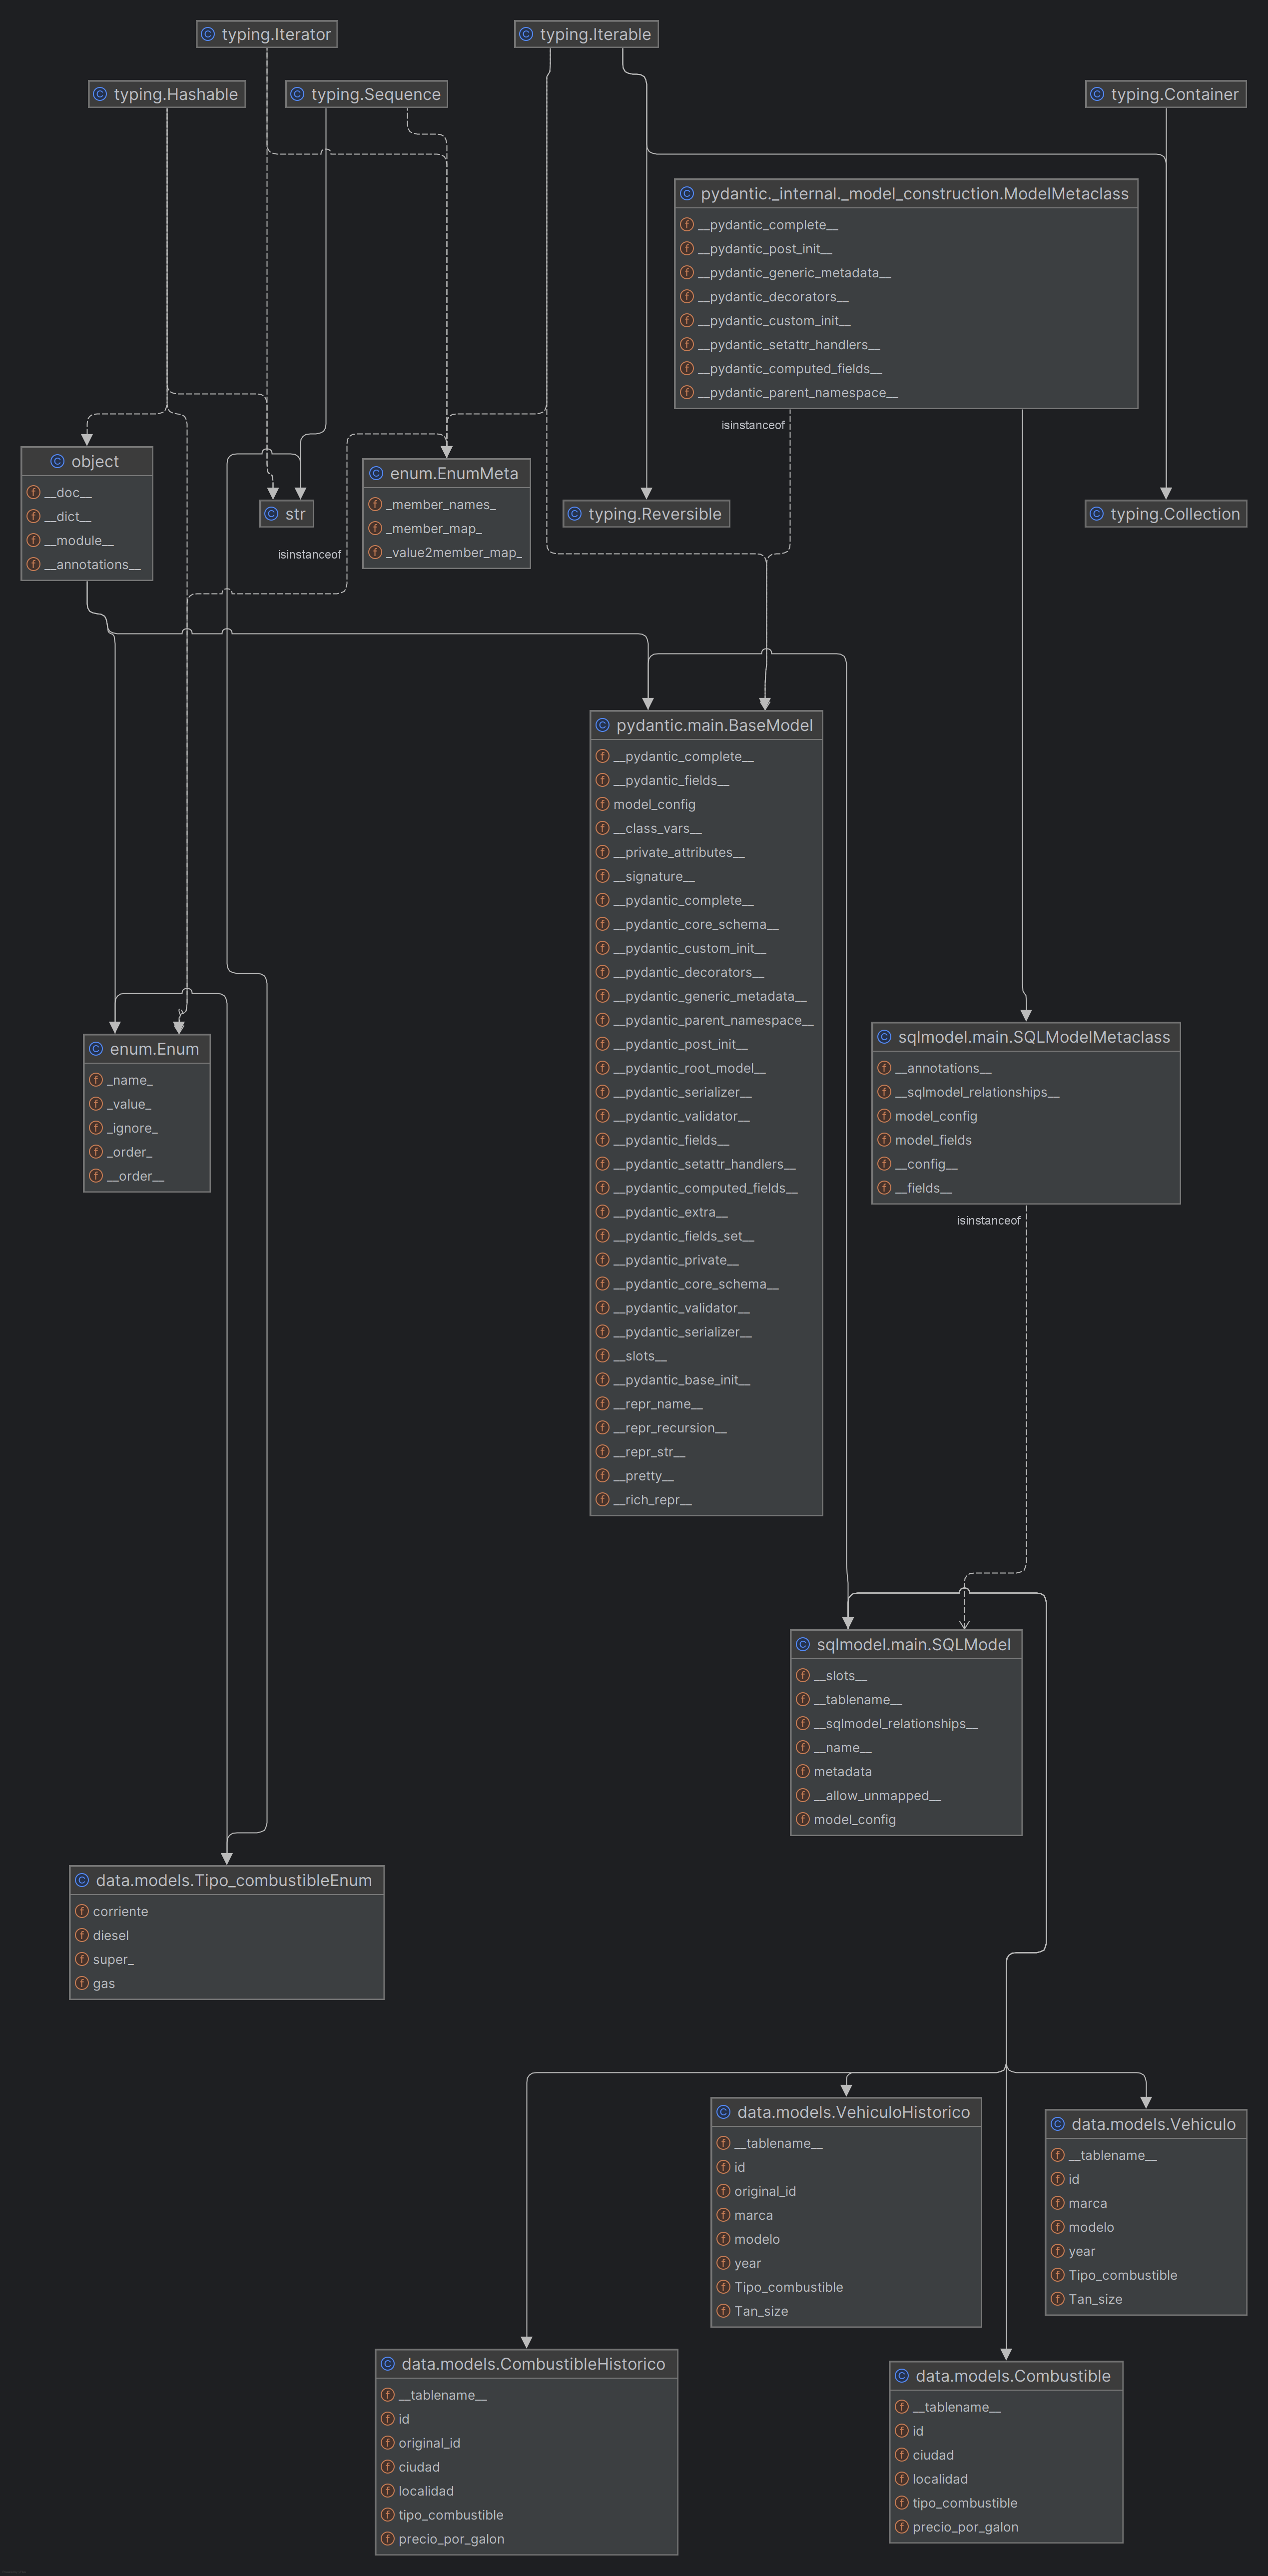 typing.Iterator
typing.Iterable
typing.Hashable
typing.Sequence
typing.Container
pydantic._internal._model_construction.ModelMetaclass
__pydantic_complete__
__pydantic_post_init__
__pydantic_generic_metadata__
__pydantic_decorators__
__pydantic_custom_init__
__pydantic_setattr_handlers__
__pydantic_computed_fields__
__pydantic_parent_namespace__
isinstanceof
object
__doc__
__dict__
__module__
__annotations__
str
isinstanceof
enum.EnumMeta
_member_names_
_member_map_
_value2member_map_
typing.Reversible
typing.Collection
pydantic.main.BaseModel
__pydantic_complete__
__pydantic_fields__
model_config
__class_vars__
__private_attributes__
__signature__
__pydantic_complete__
__pydantic_core_schema__
__pydantic_custom_init__
__pydantic_decorators__
__pydantic_generic_metadata__
__pydantic_parent_namespace__
__pydantic_post_init__
__pydantic_root_model__
__pydantic_serializer__
__pydantic_validator__
__pydantic_fields__
__pydantic_setattr_handlers__
__pydantic_computed_fields__
__pydantic_extra__
__pydantic_fields_set__
__pydantic_private__
__pydantic_core_schema__
__pydantic_validator__
__pydantic_serializer__
__slots__
__pydantic_base_init__
__repr_name__
__repr_recursion__
__repr_str__
__pretty__
__rich_repr__
enum.Enum
_name_
_value_
_ignore_
_order_
__order__
sqlmodel.main.SQLModelMetaclass
__annotations__
__sqlmodel_relationships__
model_config
model_fields
__config__
__fields__
isinstanceof
sqlmodel.main.SQLModel
__slots__
__tablename__
__sqlmodel_relationships__
__name__
metadata
__allow_unmapped__
model_config
data.models.Tipo_combustibleEnum
corriente
diesel
super_
gas
data.models.VehiculoHistorico
__tablename__
id
original_id
marca
modelo
year
Tipo_combustible
Tan_size
data.models.Vehiculo
__tablename__
id
marca
modelo
year
Tipo_combustible
Tan_size
data.models.CombustibleHistorico
__tablename__
id
original_id
ciudad
localidad
tipo_combustible
precio_por_galon
data.models.Combustible
__tablename__
id
ciudad
localidad
tipo_combustible
precio_por_galon